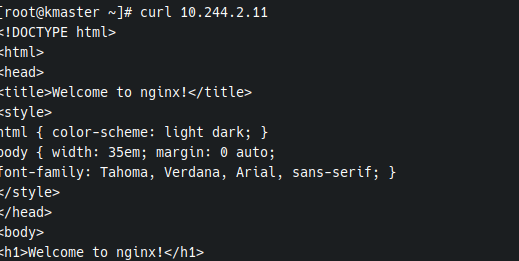 [root@kmaster ~]# curl 10.244.2.11
<!DOCTYPE html>
<html>
<head>
<title>Welcome to nginx!</title>
<style>
html { color-scheme: light dark; }
body { width: 35em; margin: 0 auto;
font-family: Tahoma, Verdana, Arial, sans-serif; }
</style>
</head>
<body>
<h1>Welcome to nginx!</h1>